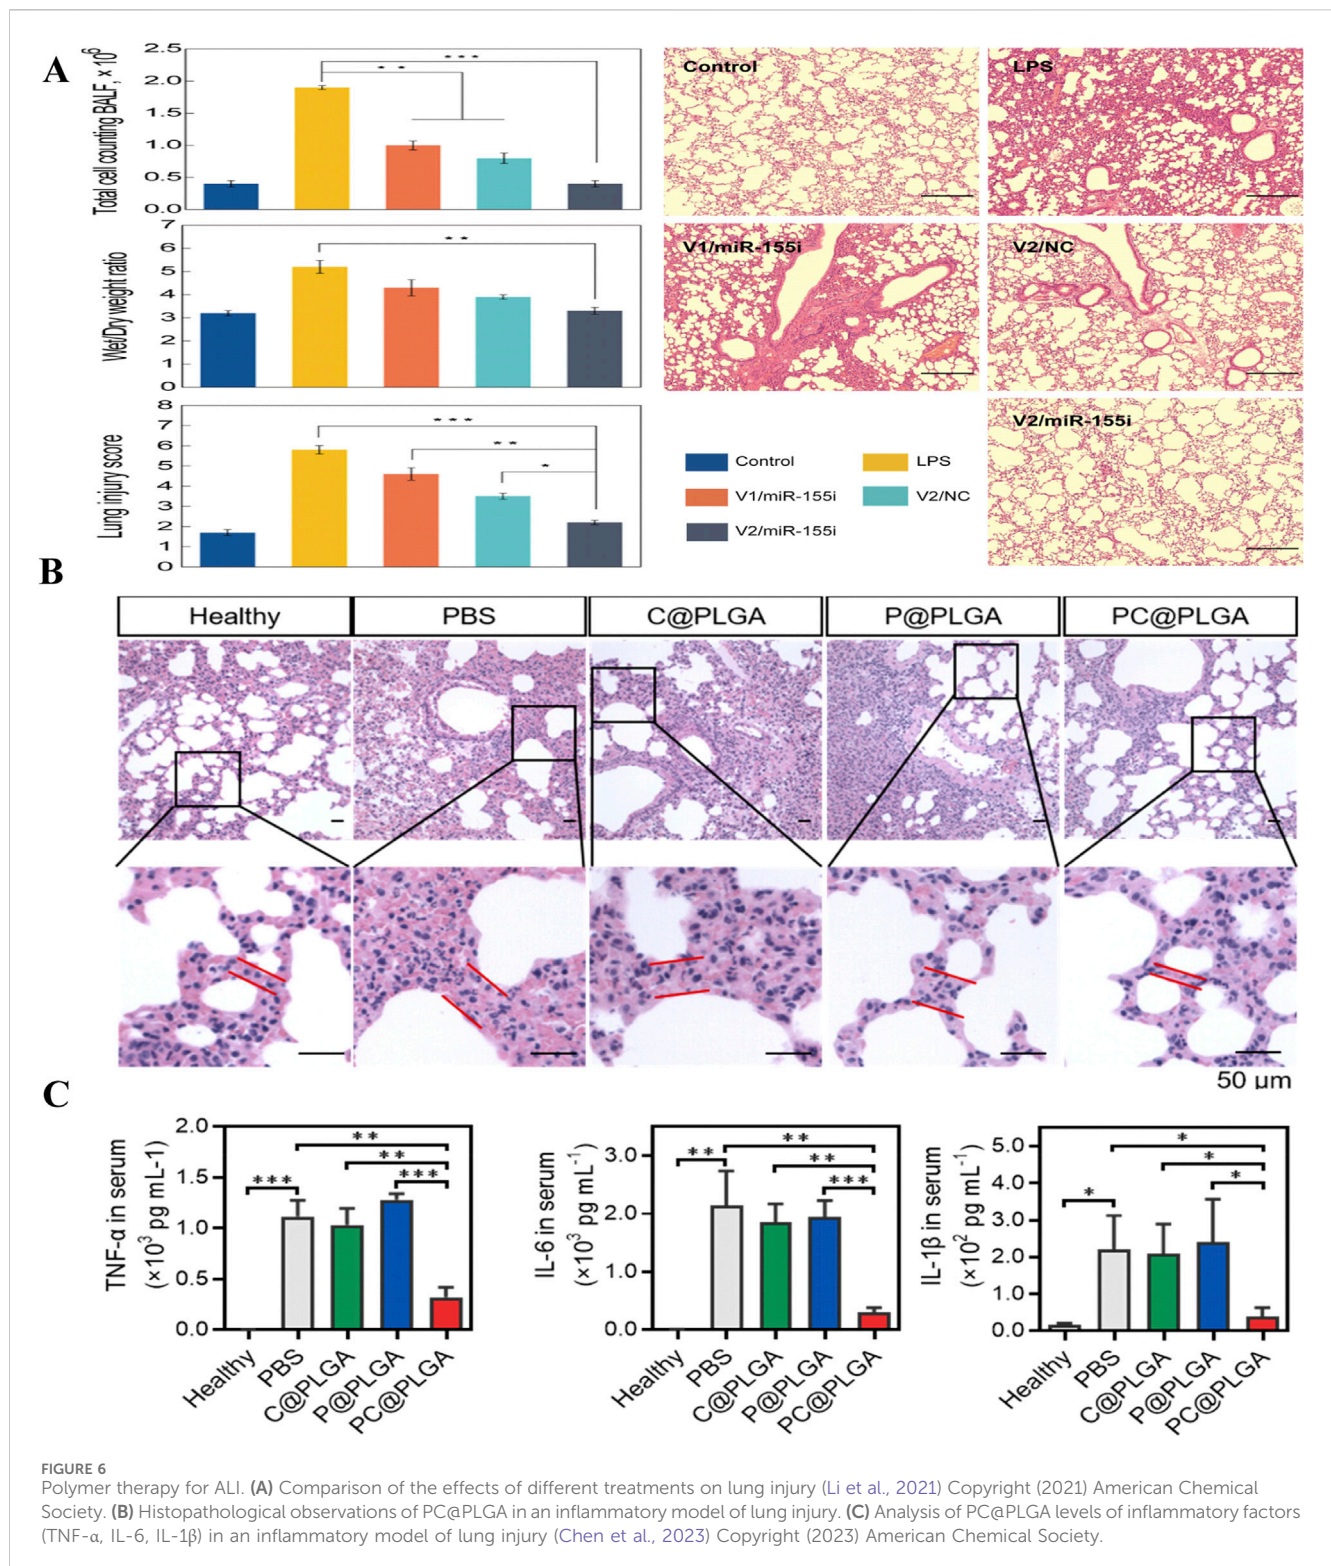 A
Total cell counting BALF, × 10⁶
2.5
2.0
1.5
1.0
0.5
0.0
***
**
Wet/Dry weight ratio
7
6
5
4
3
2
1
0
**
Lung injury score
8
7
6
5
4
3
2
1
0
***
**
*
Control
LPS
V1/miR-155i
V2/NC
V2/miR-155i
Control
LPS
V1/miR-155i
V2/NC
V2/miR-155i
B
Healthy
PBS
C@PLGA
P@PLGA
PC@PLGA
50 µm
C
TNF-α in serum
(×10³ pg mL-1)
2.0
1.5
1.0
0.5
0.0
**
**
***
***
Healthy
PBS
C@PLGA
P@PLGA
PC@PLGA
IL-6 in serum
(×10³ pg mL⁻¹)
3.0
2.0
1.0
0.0
**
**
**
***
Healthy
PBS
C@PLGA
P@PLGA
PC@PLGA
IL-1β in serum
(×10² pg mL⁻¹)
5.0
4.0
3.0
2.0
1.0
0.0
*
*
*
*
Healthy
PBS
C@PLGA
P@PLGA
PC@PLGA
FIGURE 6
Polymer therapy for ALI. (A) Comparison of the effects of different treatments on lung injury (Li et al., 2021) Copyright (2021) American Chemical
Society. (B) Histopathological observations of PC@PLGA in an inflammatory model of lung injury. (C) Analysis of PC@PLGA levels of inflammatory factors
(TNF-α, IL-6, IL-1β) in an inflammatory model of lung injury (Chen et al., 2023) Copyright (2023) American Chemical Society.